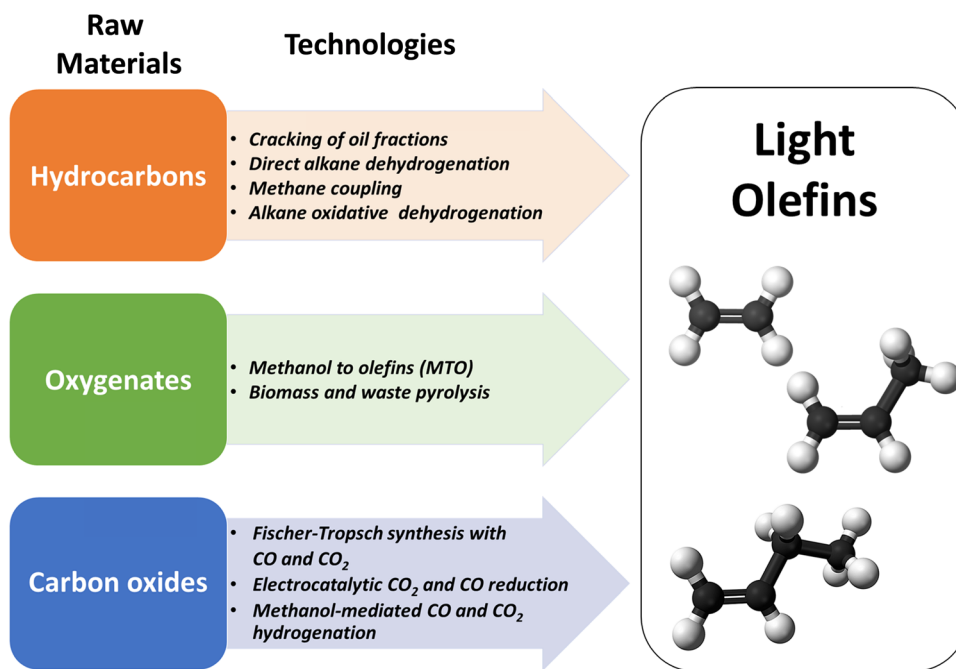 Raw
Materials
Technologies
Hydrocarbons
• Cracking of oil fractions
• Direct alkane dehydrogenation
• Methane coupling
• Alkane oxidative dehydrogenation
Oxygenates
• Methanol to olefins (MTO)
• Biomass and waste pyrolysis
Carbon oxides
• Fischer-Tropsch synthesis with
CO and CO₂
• Electrocatalytic CO₂ and CO reduction
• Methanol-mediated CO and CO₂
hydrogenation
Light
Olefins